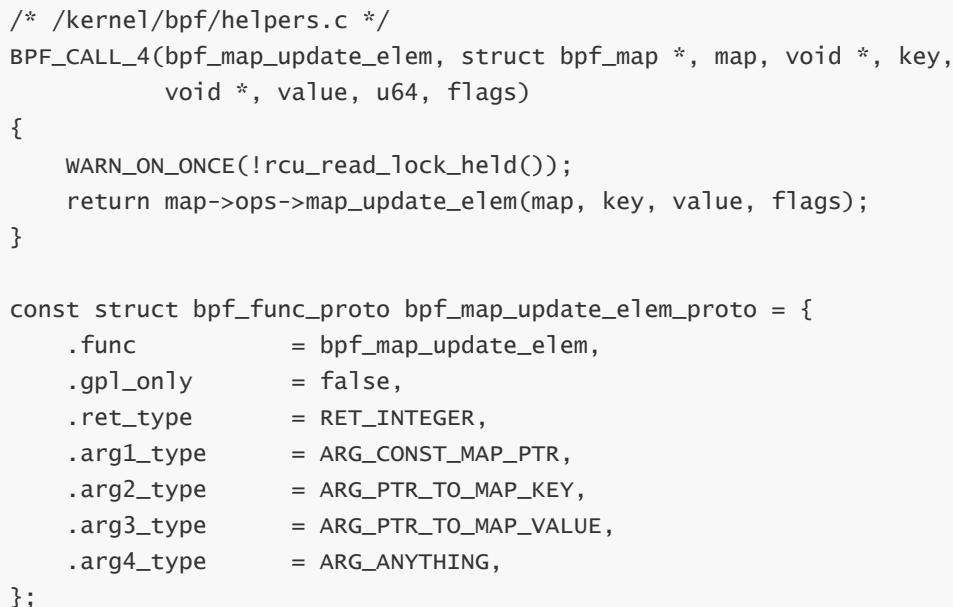 /* /kernel/bpf/helpers.c */
BPF_CALL_4(bpf_map_update_elem, struct bpf_map *, map, void *, key,
           void *, value, u64, flags)
{
    WARN_ON_ONCE(!rcu_read_lock_held());
    return map->ops->map_update_elem(map, key, value, flags);
}

const struct bpf_func_proto bpf_map_update_elem_proto = {
    .func           = bpf_map_update_elem,
    .gpl_only       = false,
    .ret_type       = RET_INTEGER,
    .arg1_type      = ARG_CONST_MAP_PTR,
    .arg2_type      = ARG_PTR_TO_MAP_KEY,
    .arg3_type      = ARG_PTR_TO_MAP_VALUE,
    .arg4_type      = ARG_ANYTHING,
};